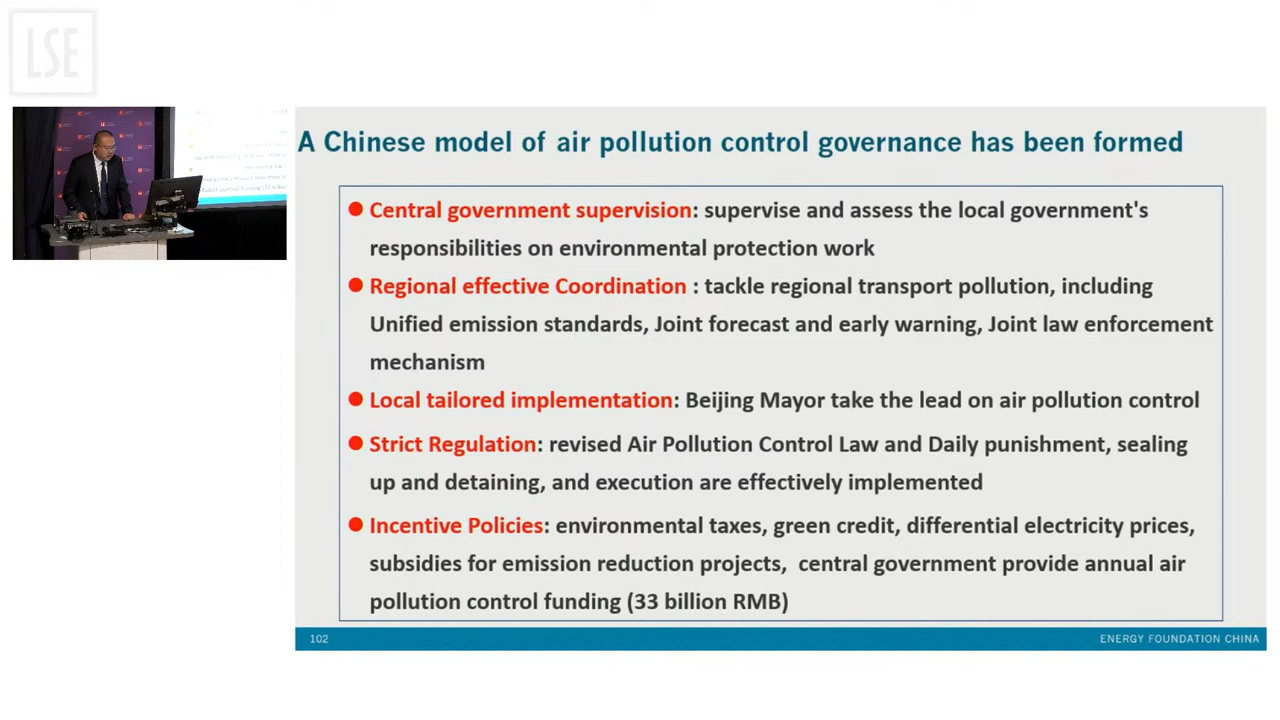 LSE
A Chinese model of air pollution control governance has been formed
● Central government supervision: supervise and assess the local government's
responsibilities on environmental protection work
● Regional effective Coordination : tackle regional transport pollution, including
Unified emission standards, Joint forecast and early warning, Joint law enforcement
mechanism
● Local tailored implementation: Beijing Mayor take the lead on air pollution control
● Strict Regulation: revised Air Pollution Control Law and Daily punishment, sealing
up and detaining, and execution are effectively implemented
● Incentive Policies: environmental taxes, green credit, differential electricity prices,
subsidies for emission reduction projects, central government provide annual air
pollution control funding (33 billion RMB)
102
ENERGY FOUNDATION CHINA